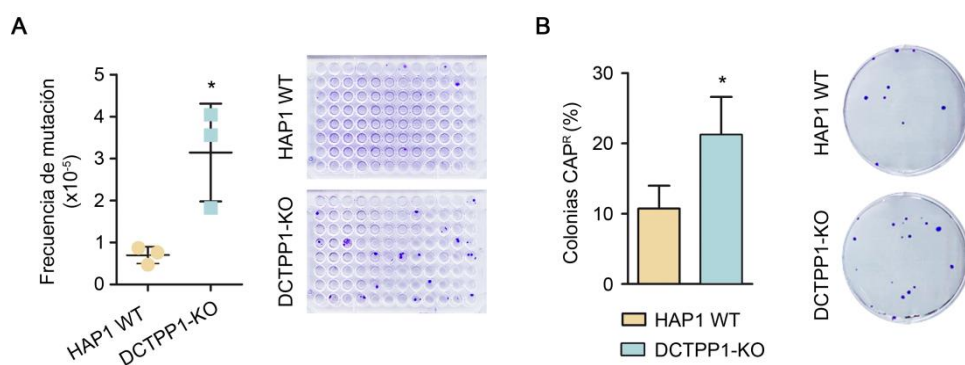 A
Frecuencia de mutación
(x10⁻⁵)
5
4
3
2
1
0
*
HAP1 WT
DCTPP1-KO
HAP1 WT
DCTPP1-KO
B
Colonias CAPᴿ (%)
30
20
10
0
*
HAP1 WT
DCTPP1-KO
HAP1 WT
DCTPP1-KO